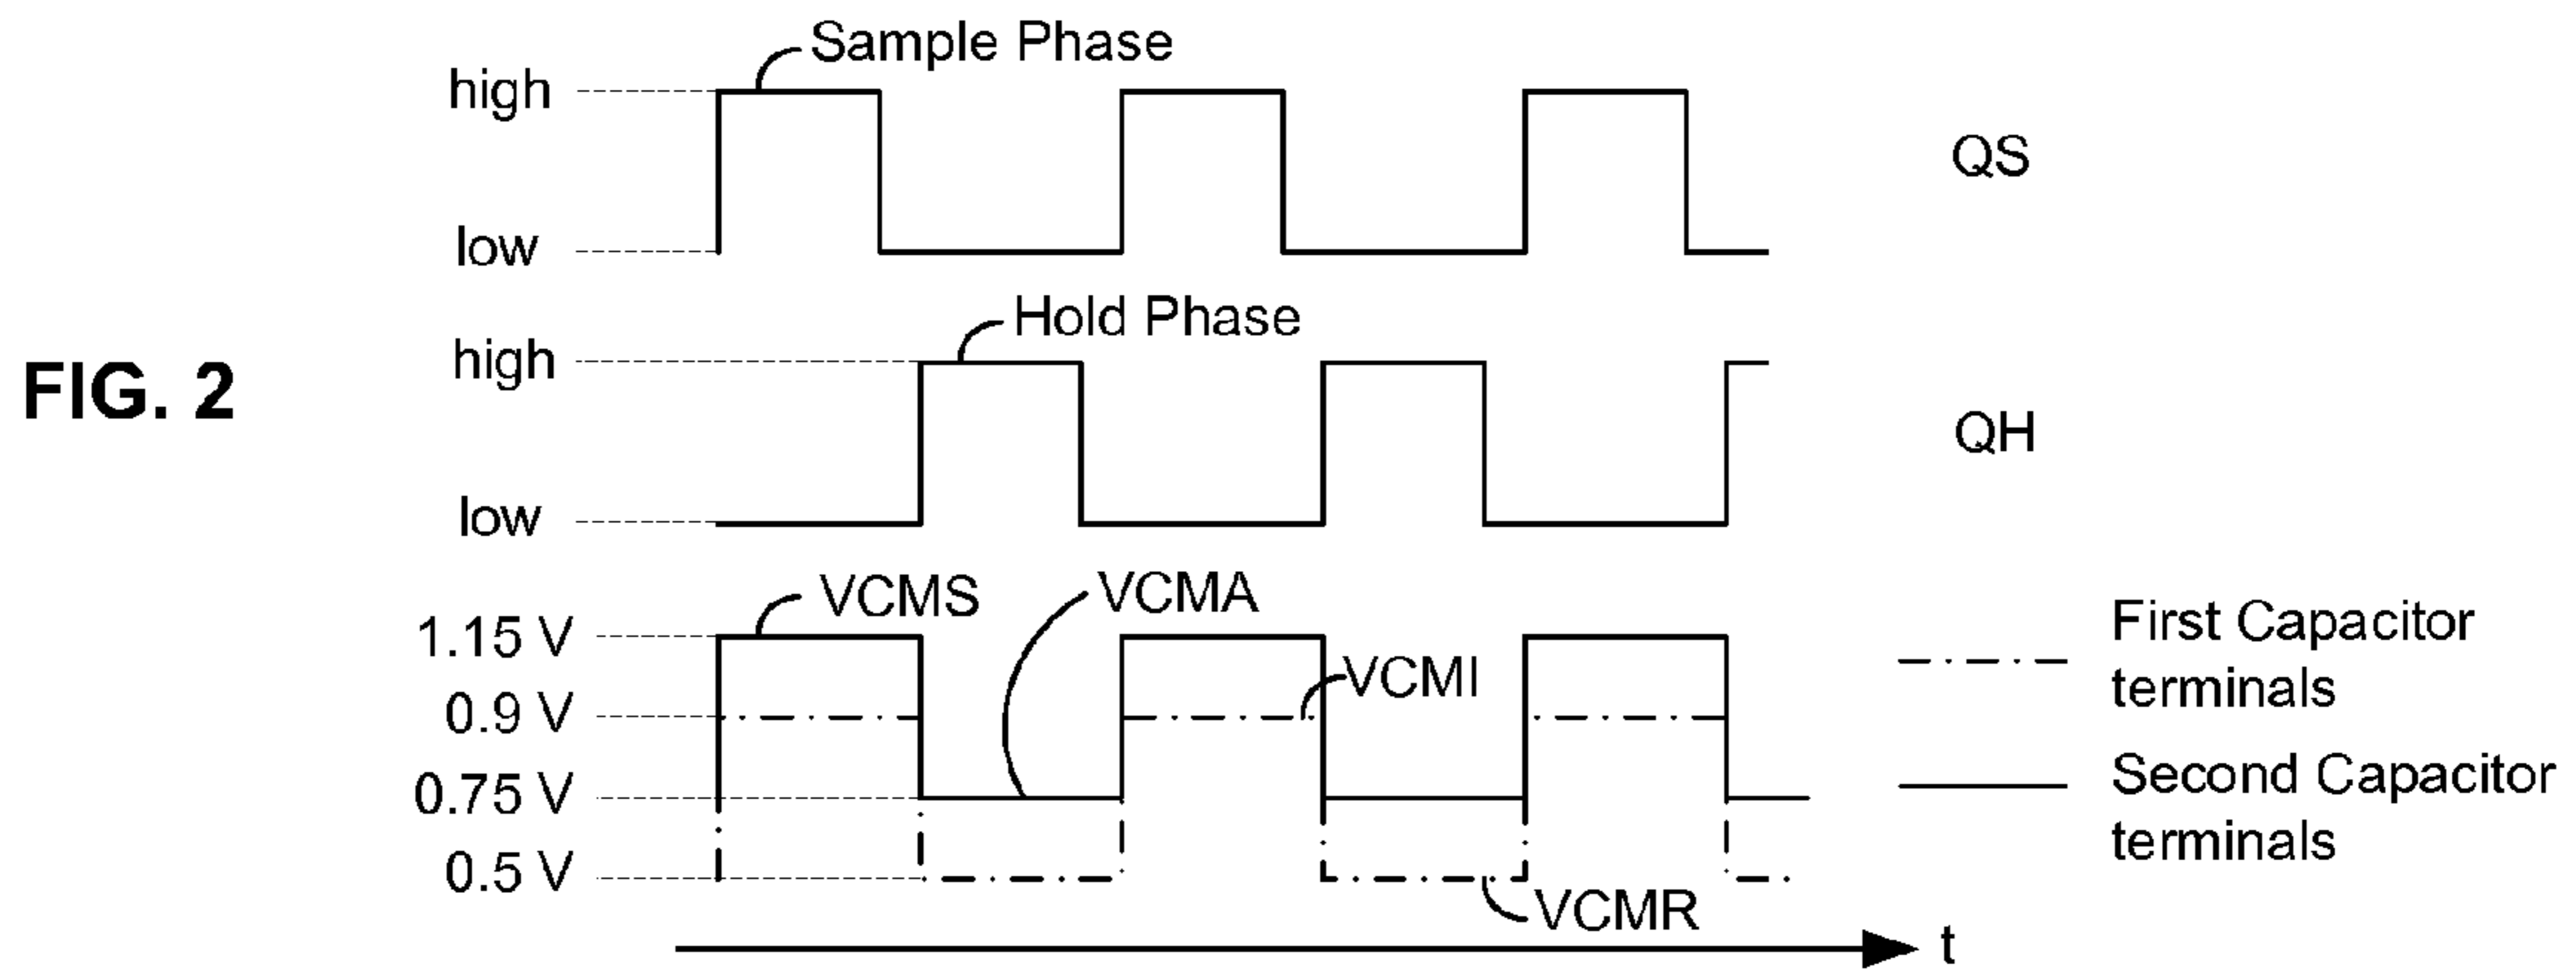 Sample Phase
high
QS
low
Hold Phase
high
FIG. 2
QH
low
VCMS
VCMA
1.15 V
First Capacitor
terminals
VCMI
0.9 V
0.75 V
Second Capacitor
terminals
0.5 V
VCMR
t